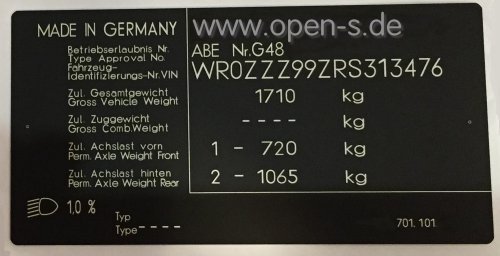 www.open-s.de
MADE IN GERMANY
Betriebserlaubnis Nr.
Type Approval No.
ABE Nr.G48
Fahrzeug-
Identifizierungs-Nr.VIN
WR0ZZZ99ZRS313476
Zul. Gesamtgewicht
Gross Vehicle Weight
1710 kg
Zul. Zuggewicht
Gross Comb.Weight
---- kg
Zul. Achslast vorn
Perm. Axle Weight Front
1 - 720 kg
Zul. Achslast hinten
Perm. Axle Weight Rear
2 - 1065 kg
1,0 %
Typ
Type ----
701. 101.